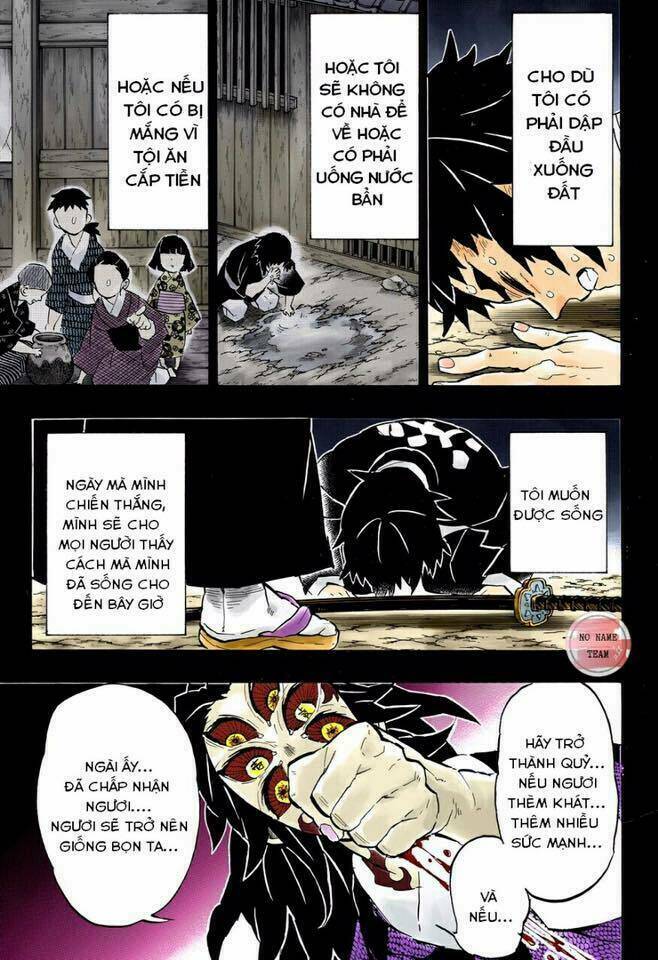 CHO DÙ
TÔI CÓ
PHẢI DẬP
ĐẦU
XUỐNG
ĐẤT
HOẶC TÔI
SẼ KHÔNG
CÓ NHÀ ĐỂ
VỀ HOẶC
CÓ PHẢI
UỐNG NƯỚC
BẨN
HOẶC NẾU
TÔI CÓ BỊ
MẮNG VÌ
TỘI ĂN
CẮP TIỀN
TÔI MUỐN
ĐƯỢC SỐNG
NGÀY MÀ MÌNH
CHIẾN THẮNG,
MÌNH SẼ CHO
MỌI NGƯỜI THẤY
CÁCH MÀ MÌNH
ĐÃ SỐNG CHO
ĐẾN BÂY GIỜ
NO NAME
TEAM
HÃY TRỞ
THÀNH QUỶ...
NẾU NGƯƠI
THÈM KHÁT...
THÊM NHIỀU
SỨC MẠNH...
VÀ
NẾU...
NGÀI ẤY...
ĐÃ CHẤP NHẬN
NGƯƠI....
NGƯƠI SẼ TRỞ NÊN
GIỐNG BỌN TA...